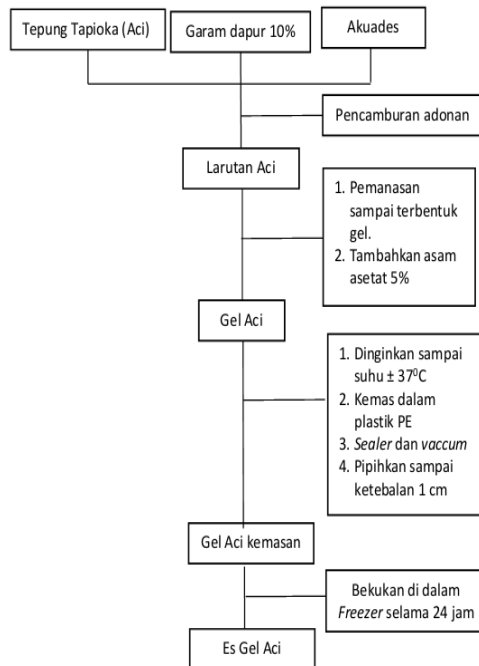 Tepung Tapioka (Aci)
Garam dapur 10%
Akuades
Pencamburan adonan
Larutan Aci
1. Pemanasan
sampai terbentuk
gel.
2. Tambahkan asam
asetat 5%
Gel Aci
1. Dinginkan sampai
suhu ± 37⁰C
2. Kemas dalam
plastik PE
3. Sealer dan vaccum
4. Pipihkan sampai
ketebalan 1 cm
Gel Aci kemasan
Bekukan di dalam
Freezer selama 24 jam
Es Gel Aci